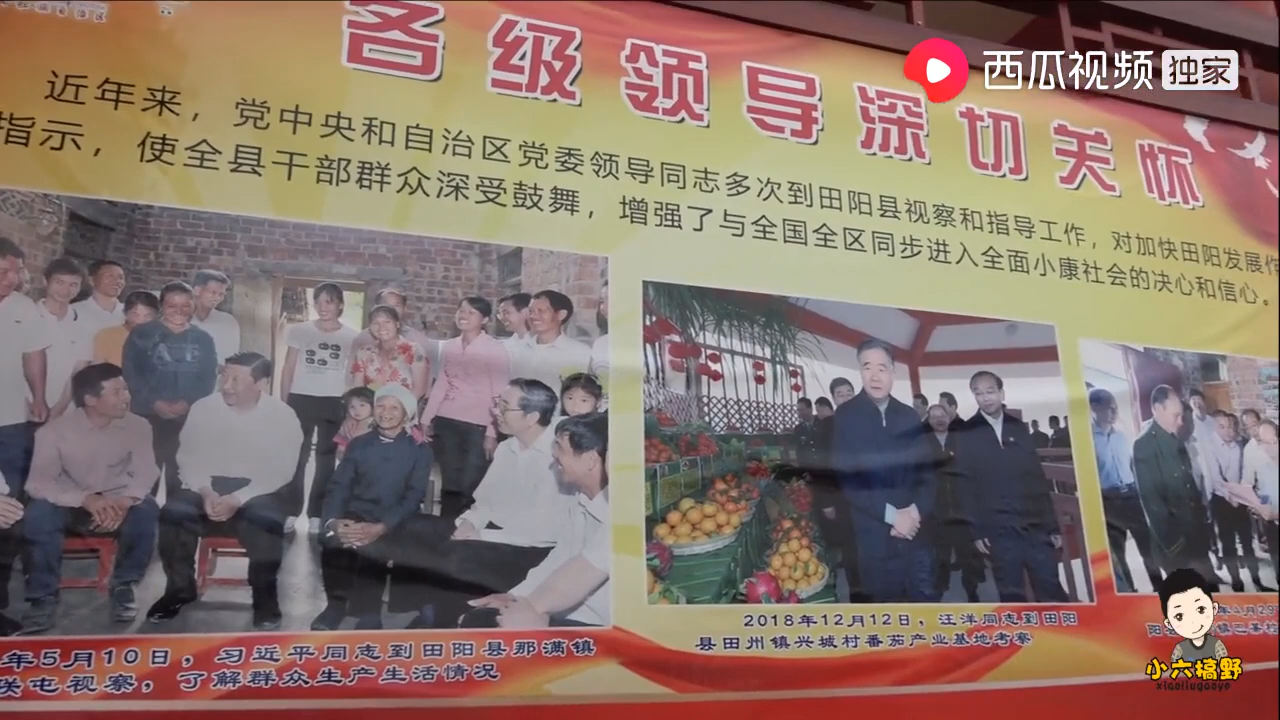 西瓜视频 独家
各级领导深切关怀
近年来，党中央和自治区党委领导同志多次到田阳县视察和指导工作，对加快田阳发展作
指示，使全县干部群众深受鼓舞，增强了与全国全区同步进入全面小康社会的决心和信心。
年5月10日，习近平同志到田阳县那满镇
屯视察，了解群众生产生活情况
2018年12月12日，汪洋同志到田阳
县田州镇兴城村番茄产业基地考察
小六搞野
xiaoliugaoye